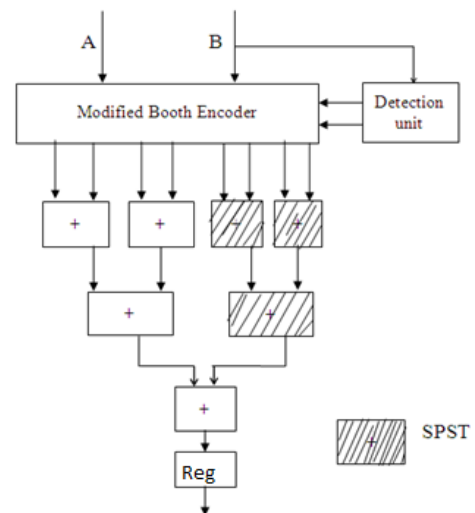 A
B
Modified Booth Encoder
Detection
unit
+ + + +
+ +
+
+ SPST
Reg